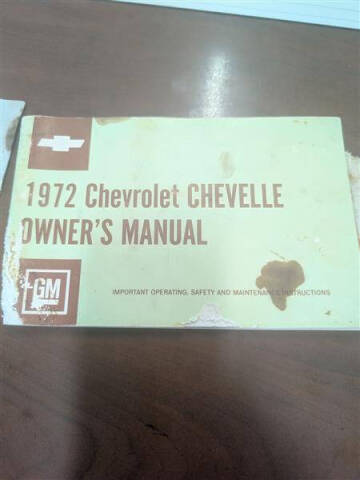 1972 Chevrolet CHEVELLE
OWNER'S MANUAL
GM
IMPORTANT OPERATING, SAFETY AND MAINTENANCE INSTRUCTIONS